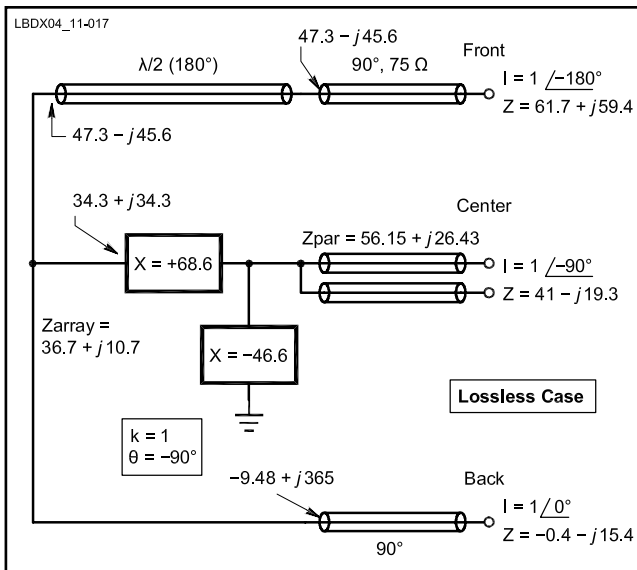 LBDX04_11-017
47.3 – j45.6
Front
λ/2 (180°)
90°, 75 Ω
I = 1 /–180°
Z = 61.7 + j59.4
47.3 – j45.6
34.3 + j34.3
Center
Zpar = 56.15 + j26.43
X = +68.6
I = 1 /–90°
Z = 41 – j19.3
Zarray =
36.7 + j10.7
X = –46.6
Lossless Case
k = 1
θ = –90°
–9.48 + j365
Back
I = 1 / 0°
Z = –0.4 – j15.4
90°